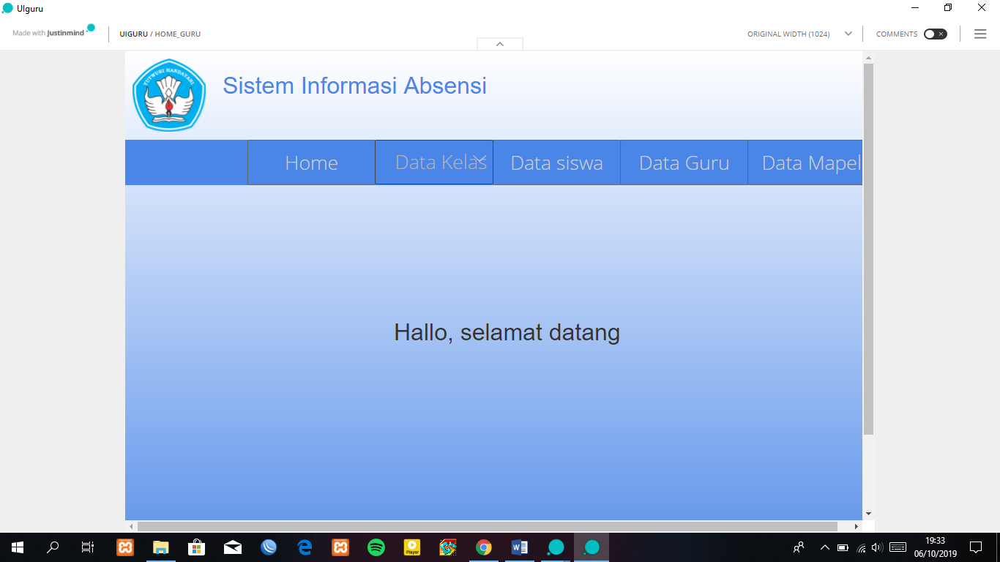 UIguru
Made with Justinmind
UIGURU / HOME_GURU
ORIGINAL WIDTH (1024)
COMMENTS
TUTWURI HANDAYANI
Sistem Informasi Absensi
Home
Data Kelas
Data siswa
Data Guru
Data Mapel
Hallo, selamat datang
Player
19:33
06/10/2019